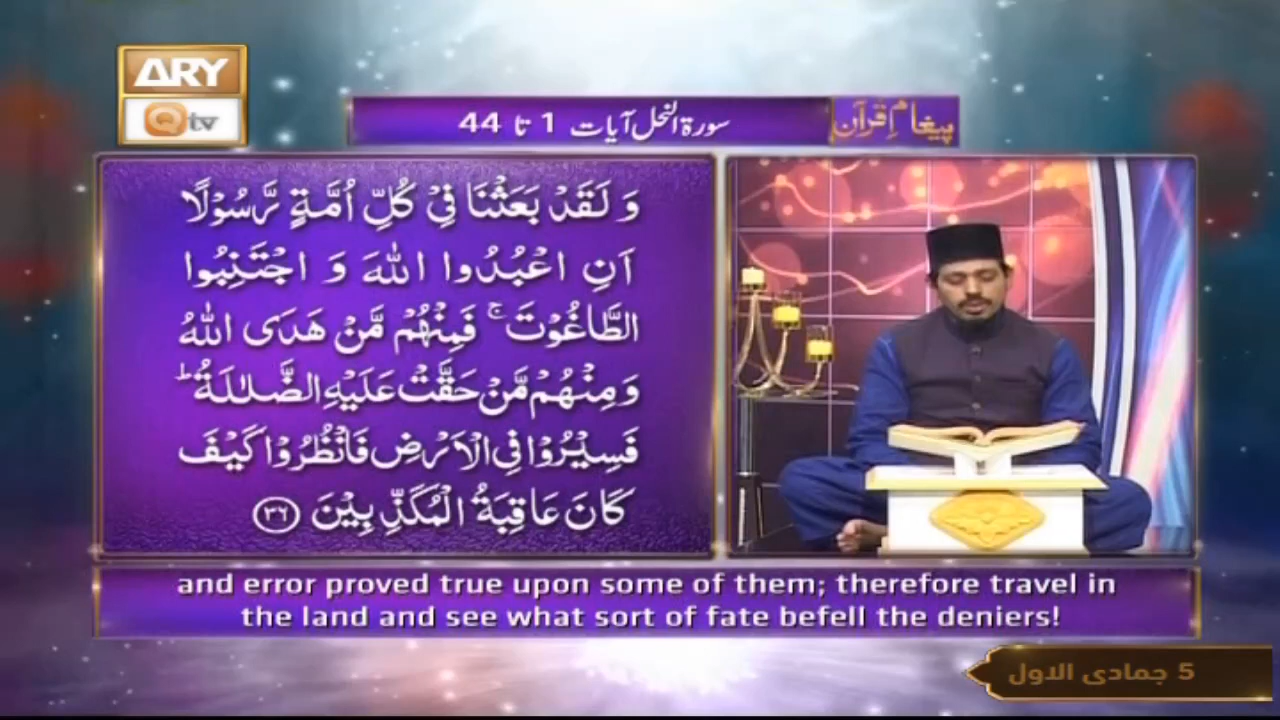 ARY
Qtv
پیغامِ قرآن
سورۃ النحل آیات 1 تا 44
وَ لَقَدْ بَعَثْنَا فِیْ كُلِّ اُمَّةٍ رَّسُوْلًا
اَنِ اعْبُدُوا اللّٰهَ وَ اجْتَنِبُوا
الطَّاغُوْتَ ۚ فَمِنْهُمْ مَّنْ هَدَى اللّٰهُ
وَ مِنْهُمْ مَّنْ حَقَّتْ عَلَیْهِ الضَّلٰلَةُ ؕ
فَسِیْرُوْا فِی الْاَرْضِ فَانْظُرُوْا كَیْفَ
كَانَ عَاقِبَةُ الْمُكَذِّبِیْنَ ﴿۳۶﴾
and error proved true upon some of them; therefore travel in
the land and see what sort of fate befell the deniers!
5 جمادی الاول